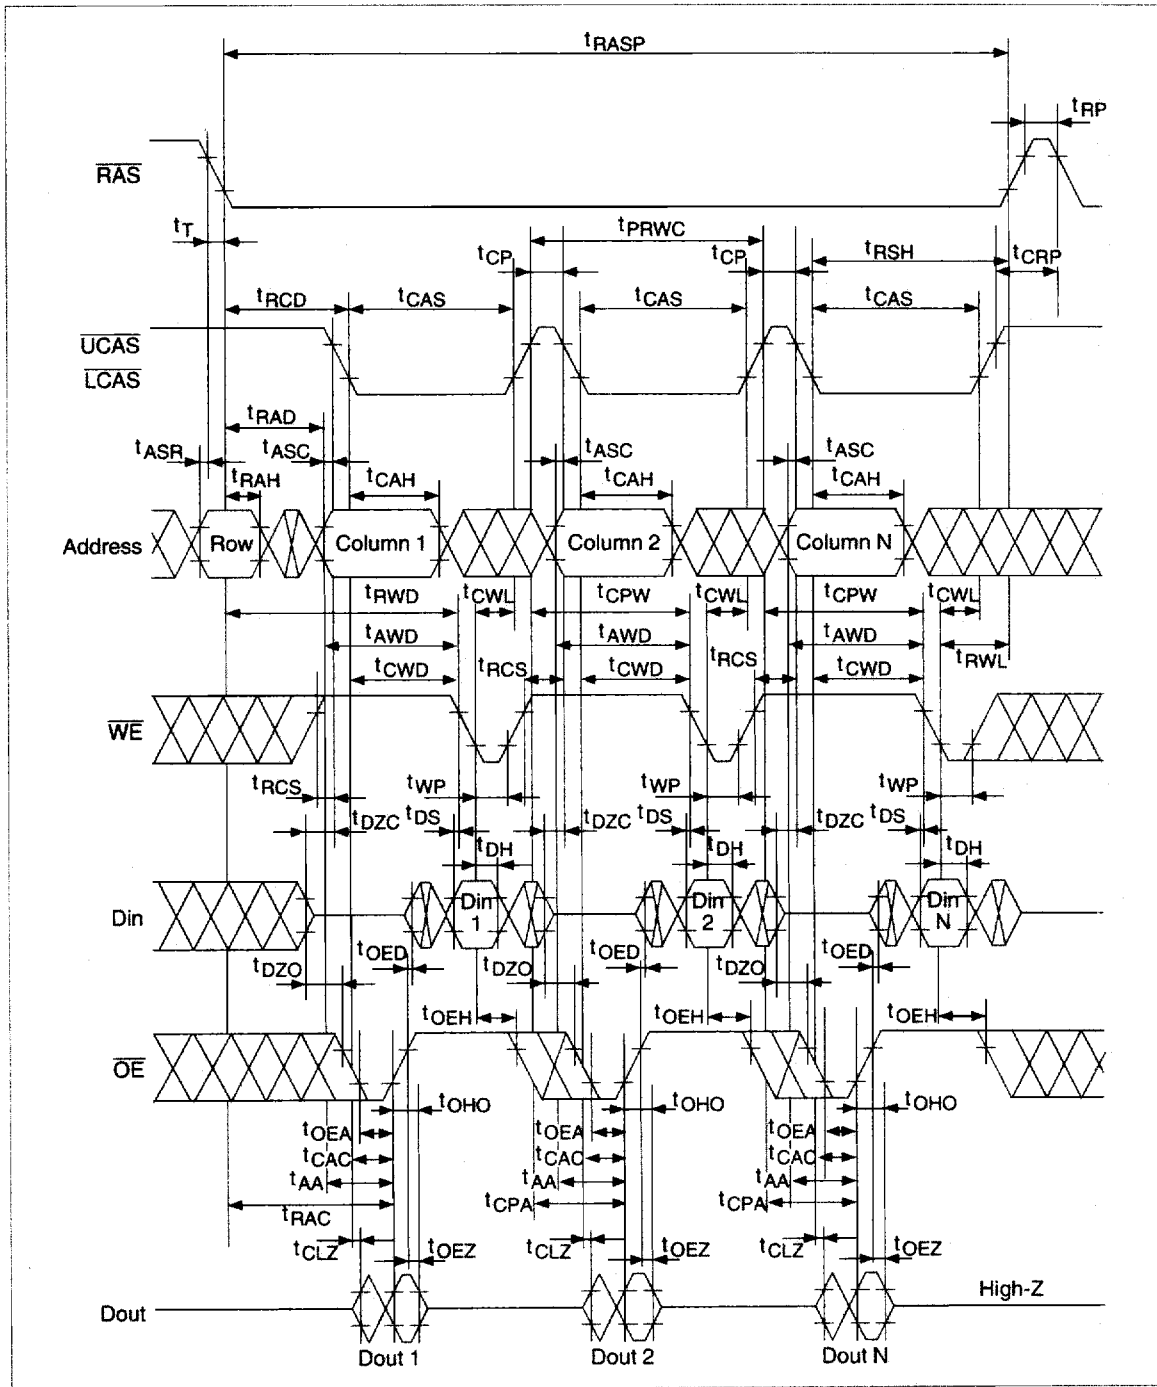 tRASP
tRP
RAS
tT
tPRWC
tCP
tCP
tRSH
tCRP
tRCD
tCAS
tCAS
tCAS
UCAS
LCAS
tRAD
tASR
tASC
tASC
tASC
tRAH
tCAH
tCAH
tCAH
Address
Row
Column 1
Column 2
Column N
tRWD
tCWL
tCPW
tCWL
tCPW
tCWL
tAWD
tAWD
tAWD
tRWL
tCWD
tRCS
tCWD
tRCS
tCWD
WE
tRCS
tWP
tWP
tWP
tDZC
tDS
tDZC
tDS
tDZC
tDS
tDH
tDH
tDH
Din
Din 1
Din 2
Din N
tDZO
tOED
tDZO
tOED
tDZO
tOED
tOEH
tOEH
tOEH
OE
tOHO
tOHO
tOHO
tOEA
tOEA
tOEA
tCAC
tCAC
tCAC
tAA
tAA
tAA
tRAC
tCPA
tCPA
tCLZ
tOEZ
tCLZ
tOEZ
tCLZ
tOEZ
High-Z
Dout
Dout 1
Dout 2
Dout N